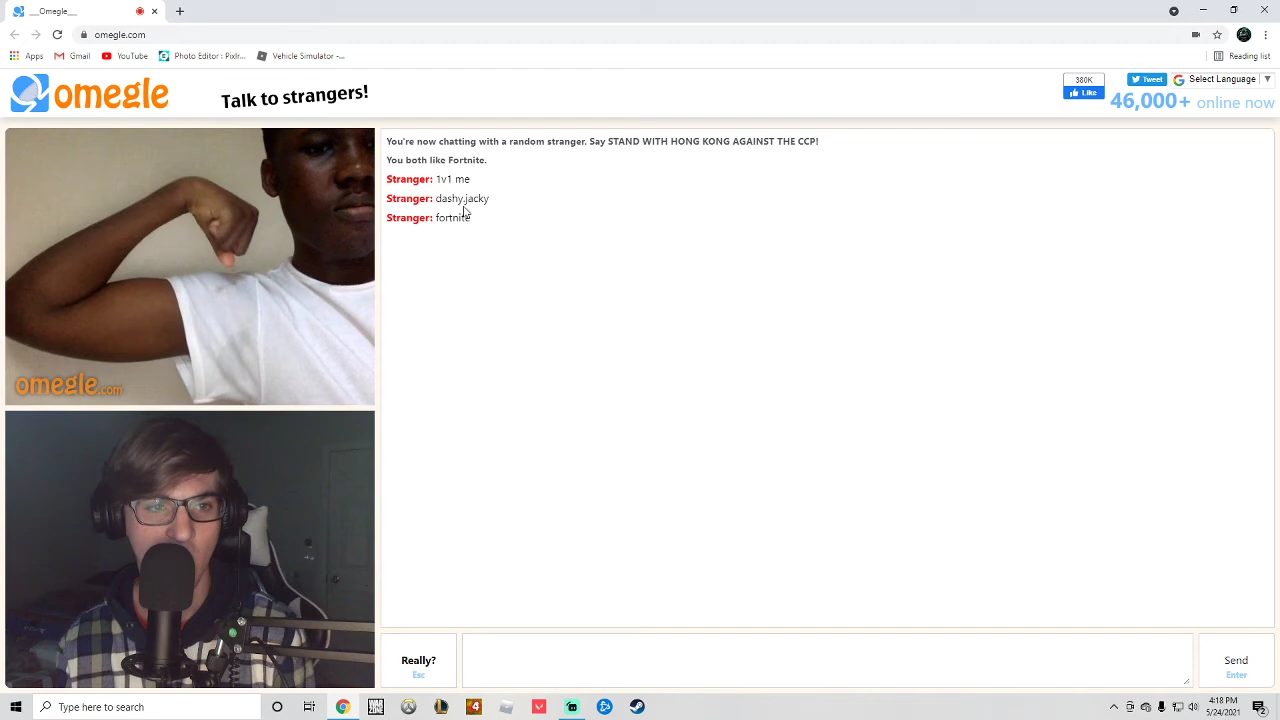 __Omegle__
omegle.com
Apps Gmail YouTube Photo Editor : Pixlr... Vehicle Simulator -... Reading list
omegle Talk to strangers! 380K Like Tweet Select Language
46,000+ online now
You're now chatting with a random stranger. Say STAND WITH HONG KONG AGAINST THE CCP!
You both like Fortnite.
Stranger: 1v1 me
Stranger: dashy.jacky
Stranger: fortnite
omegle.com
Really?
Esc
Send
Enter
Type here to search
4:18 PM
5/24/2021